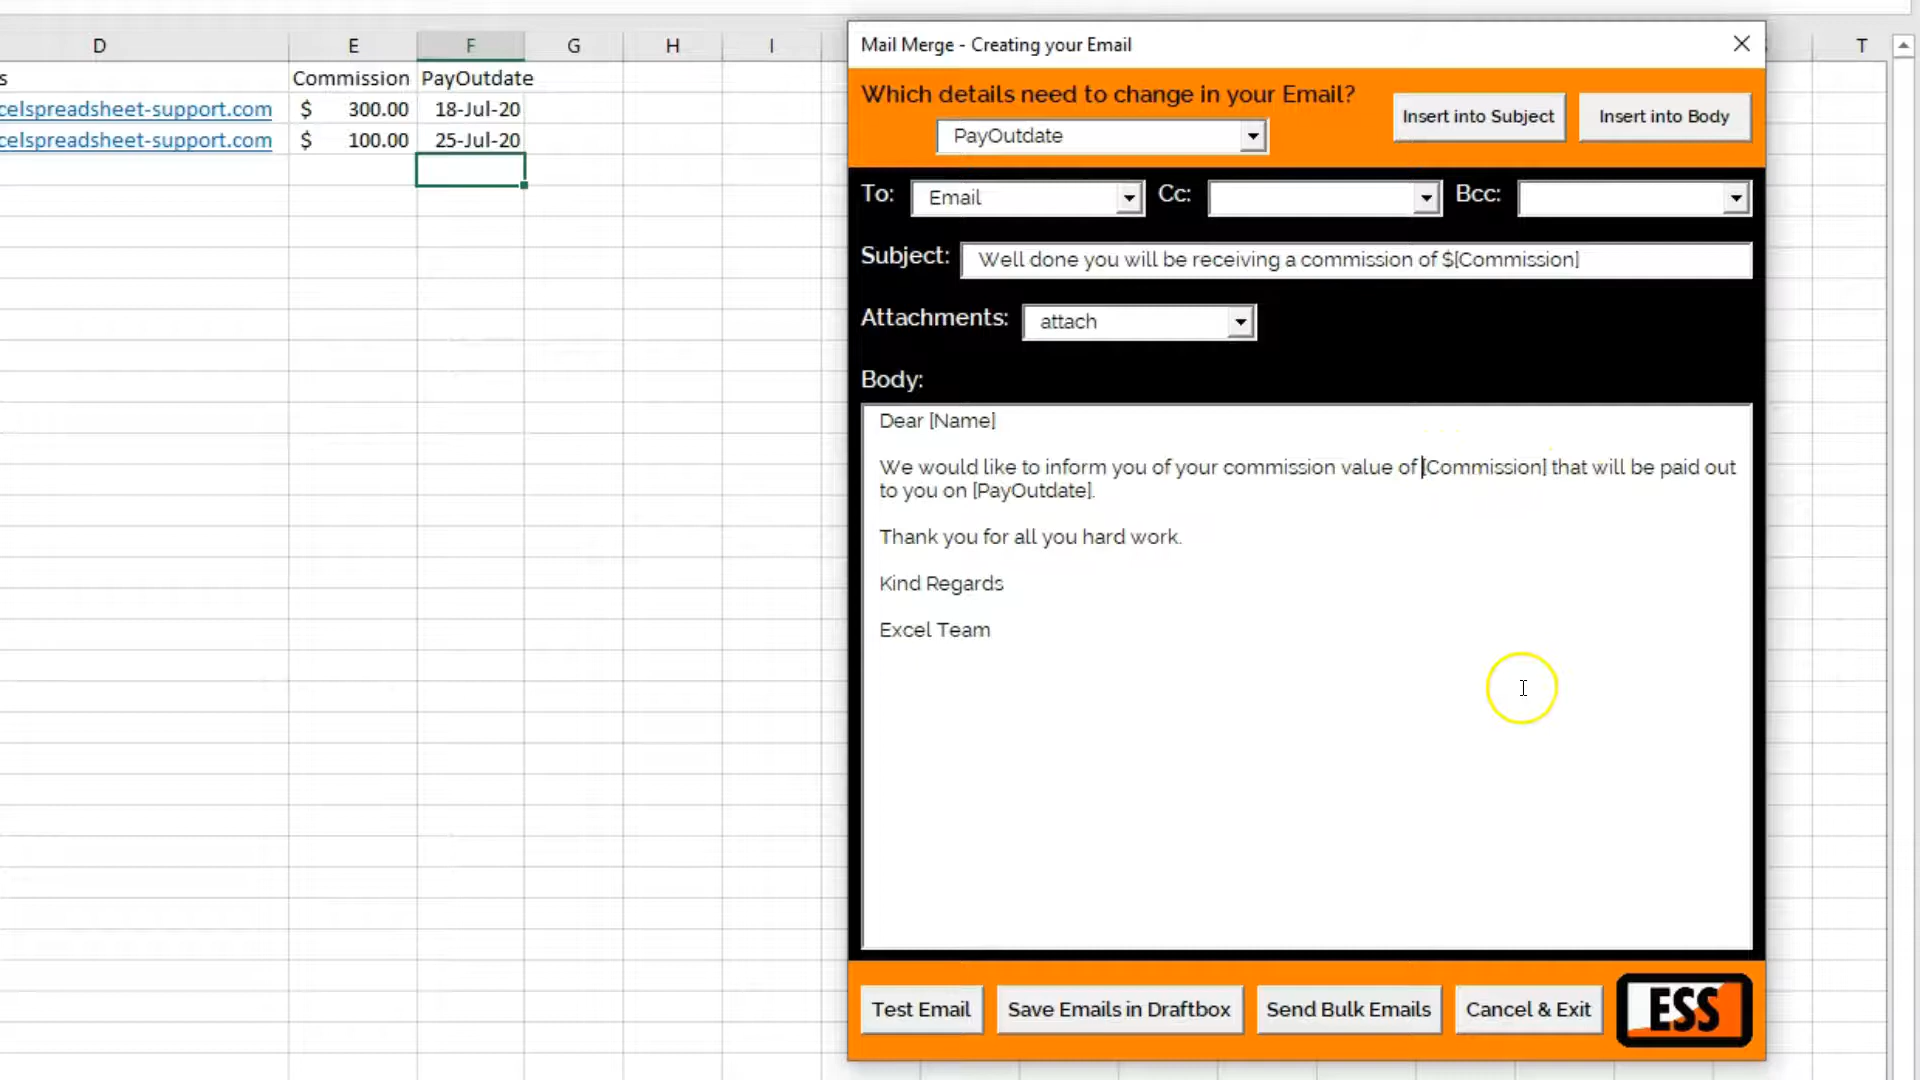 D E F G H I T
s Commission PayOutdate
celspreadsheet-support.com $ 300.00 18-Jul-20
celspreadsheet-support.com $ 100.00 25-Jul-20
Mail Merge - Creating your Email
Which details need to change in your Email?
PayOutdate
Insert into Subject
Insert into Body
To: Email Cc: Bcc:
Subject: Well done you will be receiving a commission of $[Commission]
Attachments: attach
Body:
Dear [Name]
We would like to inform you of your commission value of [Commission] that will be paid out
to you on [PayOutdate].
Thank you for all you hard work.
Kind Regards
Excel Team
Test Email
Save Emails in Draftbox
Send Bulk Emails
Cancel & Exit
ESS